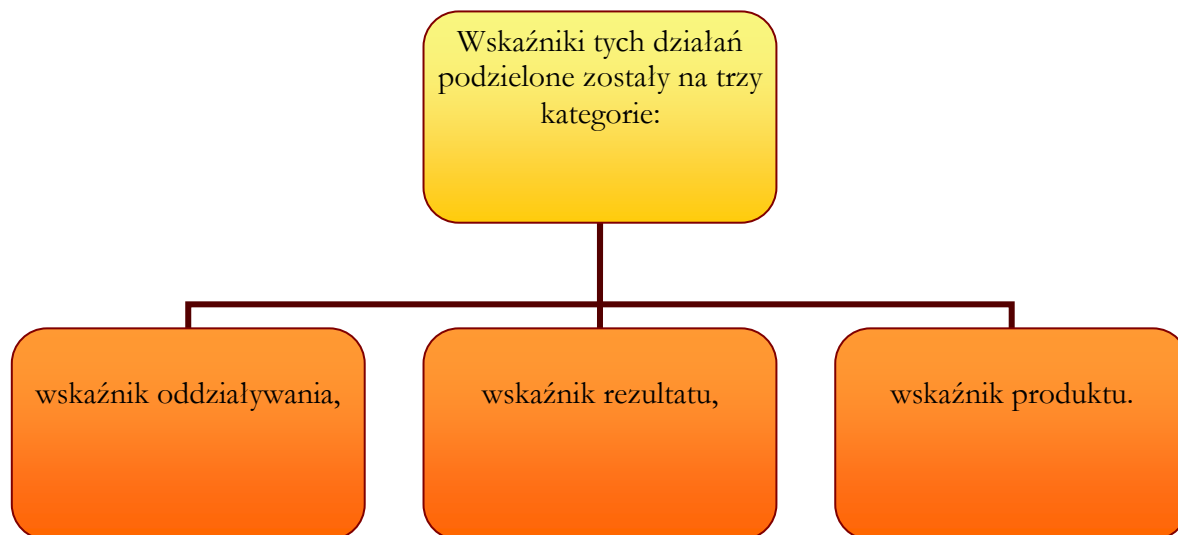 Wskaźniki tych działań
podzielone zostały na trzy
kategorie:
wskaźnik oddziaływania,
wskaźnik rezultatu,
wskaźnik produktu.